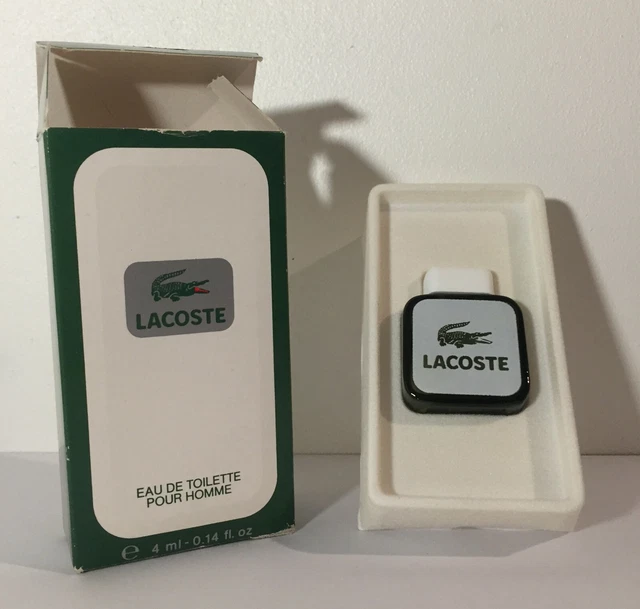 LACOSTE
EAU DE TOILETTE
POUR HOMME
e 4 ml - 0.14 fl. oz
LACOSTE